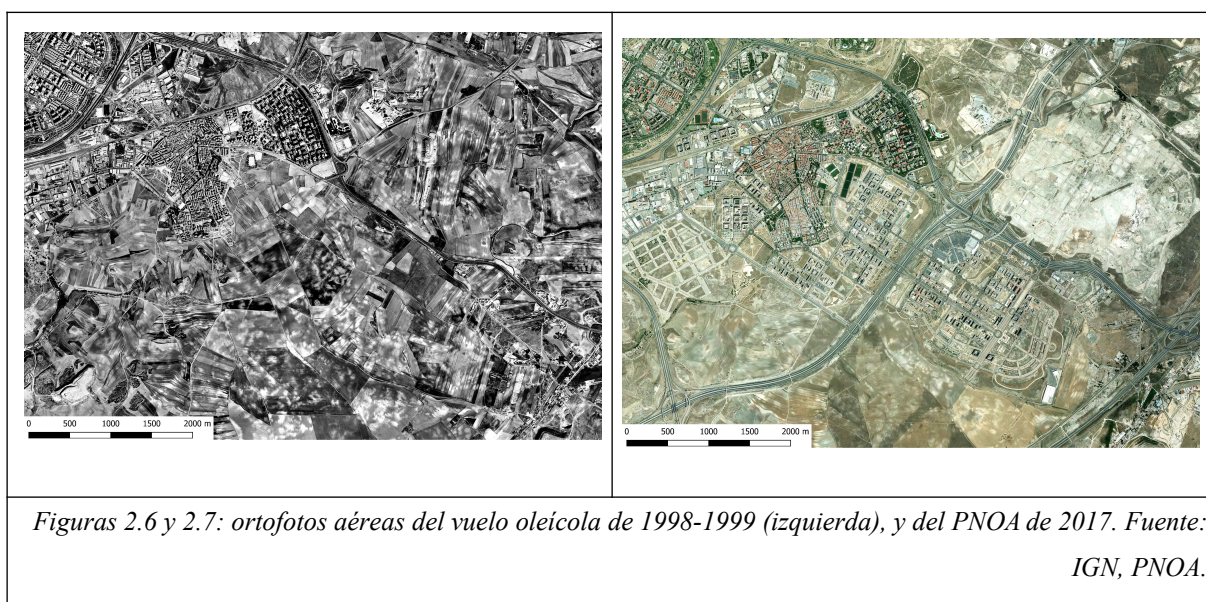 0 500 1000 1500 2000 m
0 500 1000 1500 2000 m
Figuras 2.6 y 2.7: ortofotos aéreas del vuelo oleícola de 1998-1999 (izquierda), y del PNOA de 2017. Fuente:
IGN, PNOA.